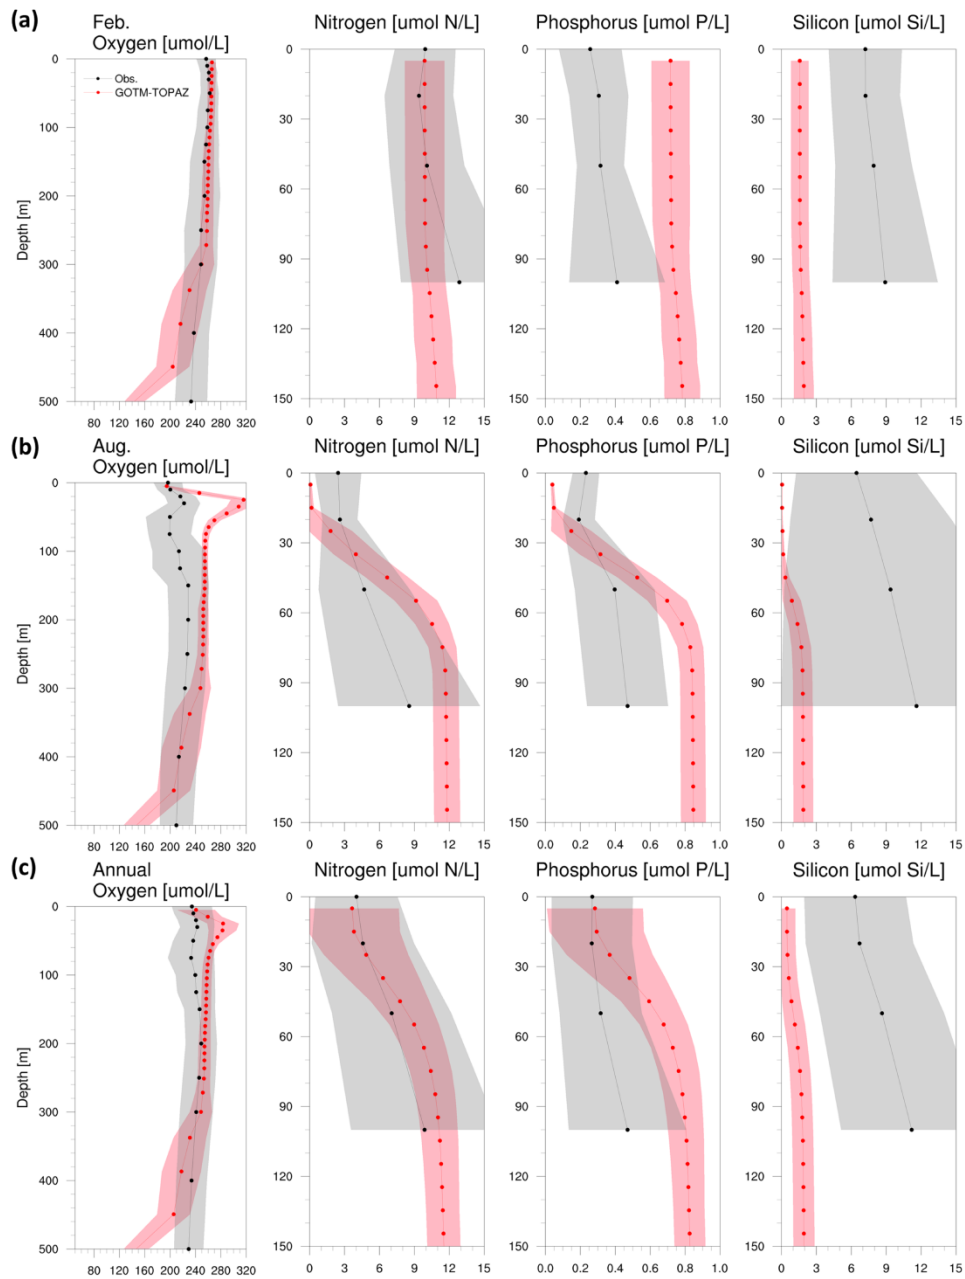 (a)
Feb.
Oxygen [umol/L]
Nitrogen [umol N/L]
Phosphorus [umol P/L]
Silicon [umol Si/L]
Obs.
GOTM-TOPAZ
Depth [m]
0
100
200
300
400
500
80 120 160 200 240 280 320
0
30
60
90
120
150
0 3 6 9 12 15
0
30
60
90
120
150
0.0 0.2 0.4 0.6 0.8 1.0
0
30
60
90
120
150
0 3 6 9 12 15
(b)
Aug.
Oxygen [umol/L]
Nitrogen [umol N/L]
Phosphorus [umol P/L]
Silicon [umol Si/L]
Depth [m]
0
100
200
300
400
500
80 120 160 200 240 280 320
0
30
60
90
120
150
0 3 6 9 12 15
0
30
60
90
120
150
0.0 0.2 0.4 0.6 0.8 1.0
0
30
60
90
120
150
0 3 6 9 12 15
(c)
Annual
Oxygen [umol/L]
Nitrogen [umol N/L]
Phosphorus [umol P/L]
Silicon [umol Si/L]
Depth [m]
0
100
200
300
400
500
80 120 160 200 240 280 320
0
30
60
90
120
150
0 3 6 9 12 15
0
30
60
90
120
150
0.0 0.2 0.4 0.6 0.8 1.0
0
30
60
90
120
150
0 3 6 9 12 15